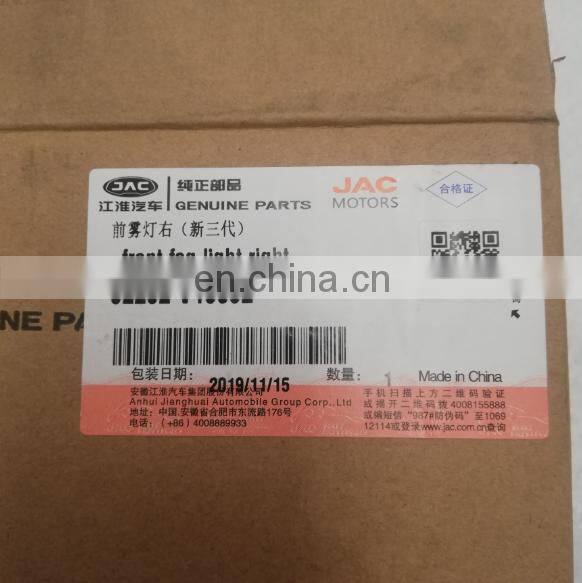 JAC
江淮汽车
纯正部品
GENUINE PARTS
JAC
MOTORS
合格证
前雾灯右（新三代）
front fog light right
made-in-china.com
NE PA
包装日期：
2019/11/15
数量：
1
Made in China
安徽江淮汽车集团股份有限公司
Anhui Jianghuai Automobile Group Corp.,Ltd
地址：中国.安徽省合肥市东流路176号
电话：(+86) 4008889933
手机扫描上方二维码验证
或揭开二维码拨4008155888
或编短信"987#防伪码"至1069
12114或登录www.jac.com.cn查询